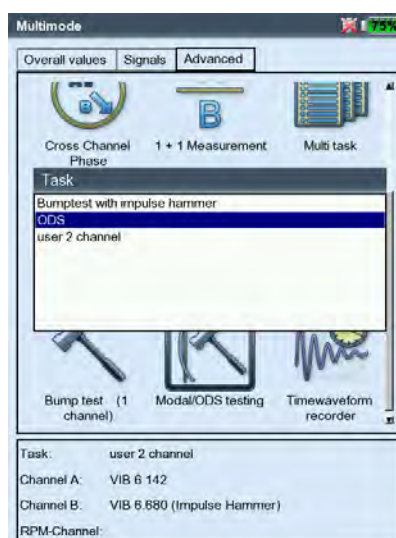 Multimode
75%
Overall values Signals Advanced
B
B
Cross Channel Phase
1 + 1 Measurement
Multi task
Task
Bumptest with impulse hammer
ODS
user 2 channel
Bump test (1 channel)
Modal/ODS testing
Timewaveform recorder
Task: user 2 channel
Channel A: VIB 6 142
Channel B: VIB 6.680 (Impulse Hammer)
RPM-Channel: